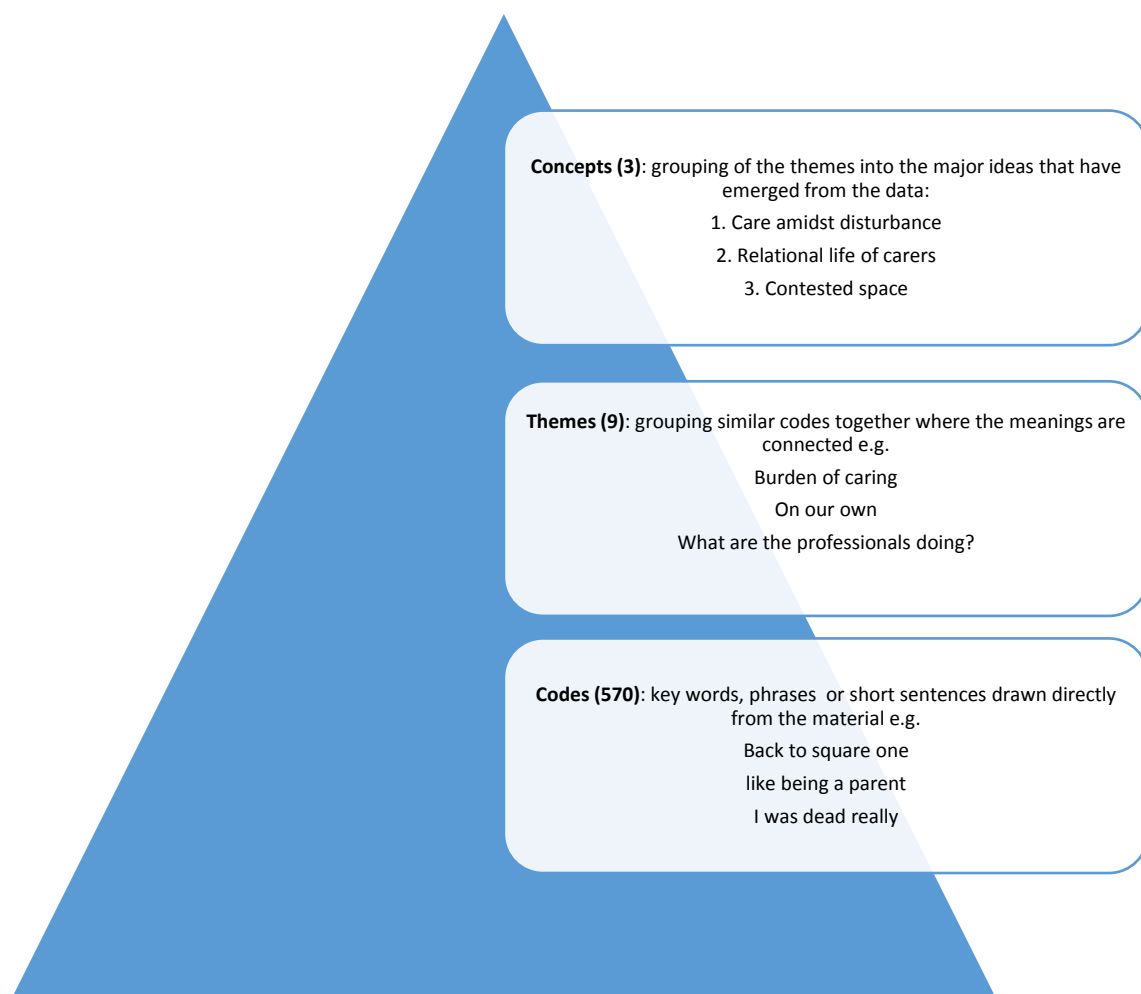 Concepts (3): grouping of the themes into the major ideas that have
emerged from the data:
1. Care amidst disturbance
2. Relational life of carers
3. Contested space
Themes (9): grouping similar codes together where the meanings are
connected e.g.
Burden of caring
On our own
What are the professionals doing?
Codes (570): key words, phrases  or short sentences drawn directly
from the material e.g.
Back to square one
like being a parent
I was dead really